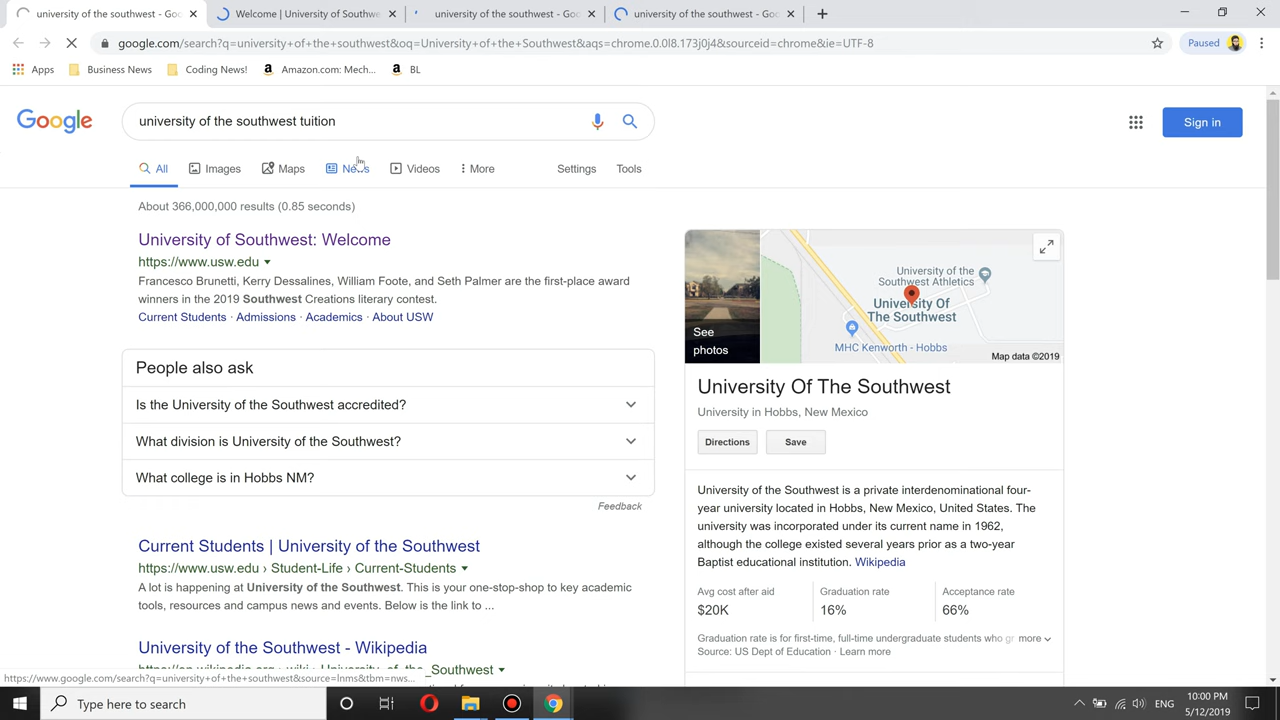 university of the southwest - Goo
Welcome | University of Southwe
university of the southwest - Goo
university of the southwest - Goo
google.com/search?q=university+of+the+southwest&oq=University+of+the+Southwest&aqs=chrome.0.0l8.173j0j4&sourceid=chrome&ie=UTF-8
Paused
Apps
Business News
Coding News!
Amazon.com: Mech...
BL
Google
university of the southwest tuition
Sign in
All
Images
Maps
News
Videos
More
Settings
Tools
About 366,000,000 results (0.85 seconds)
University of Southwest: Welcome
https://www.usw.edu
Francesco Brunetti, Kerry Dessalines, William Foote, and Seth Palmer are the first-place award
winners in the 2019 Southwest Creations literary contest.
Current Students · Admissions · Academics · About USW
People also ask
Is the University of the Southwest accredited?
What division is University of the Southwest?
What college is in Hobbs NM?
Feedback
Current Students | University of the Southwest
https://www.usw.edu › Student-Life › Current-Students
A lot is happening at University of the Southwest. This is your one-stop-shop to key academic
tools, resources and campus news and events. Below is the link to ...
University of the Southwest - Wikipedia
https://en.wikipedia.org › wiki › University_of_the_Southwest
See
photos
University of the
Southwest Athletics
University Of
The Southwest
MHC Kenworth - Hobbs
Map data ©2019
University Of The Southwest
University in Hobbs, New Mexico
Directions
Save
University of the Southwest is a private interdenominational four-
year university located in Hobbs, New Mexico, United States. The
university was incorporated under its current name in 1962,
although the college existed several years prior as a two-year
Baptist educational institution. Wikipedia
Avg cost after aid
Graduation rate
Acceptance rate
$20K
16%
66%
Graduation rate is for first-time, full-time undergraduate students who gr more
Source: US Dept of Education · Learn more
https://www.google.com/search?q=university+of+the+southwest&source=lnms&tbm=nws...
Type here to search
ENG
10:00 PM
5/12/2019